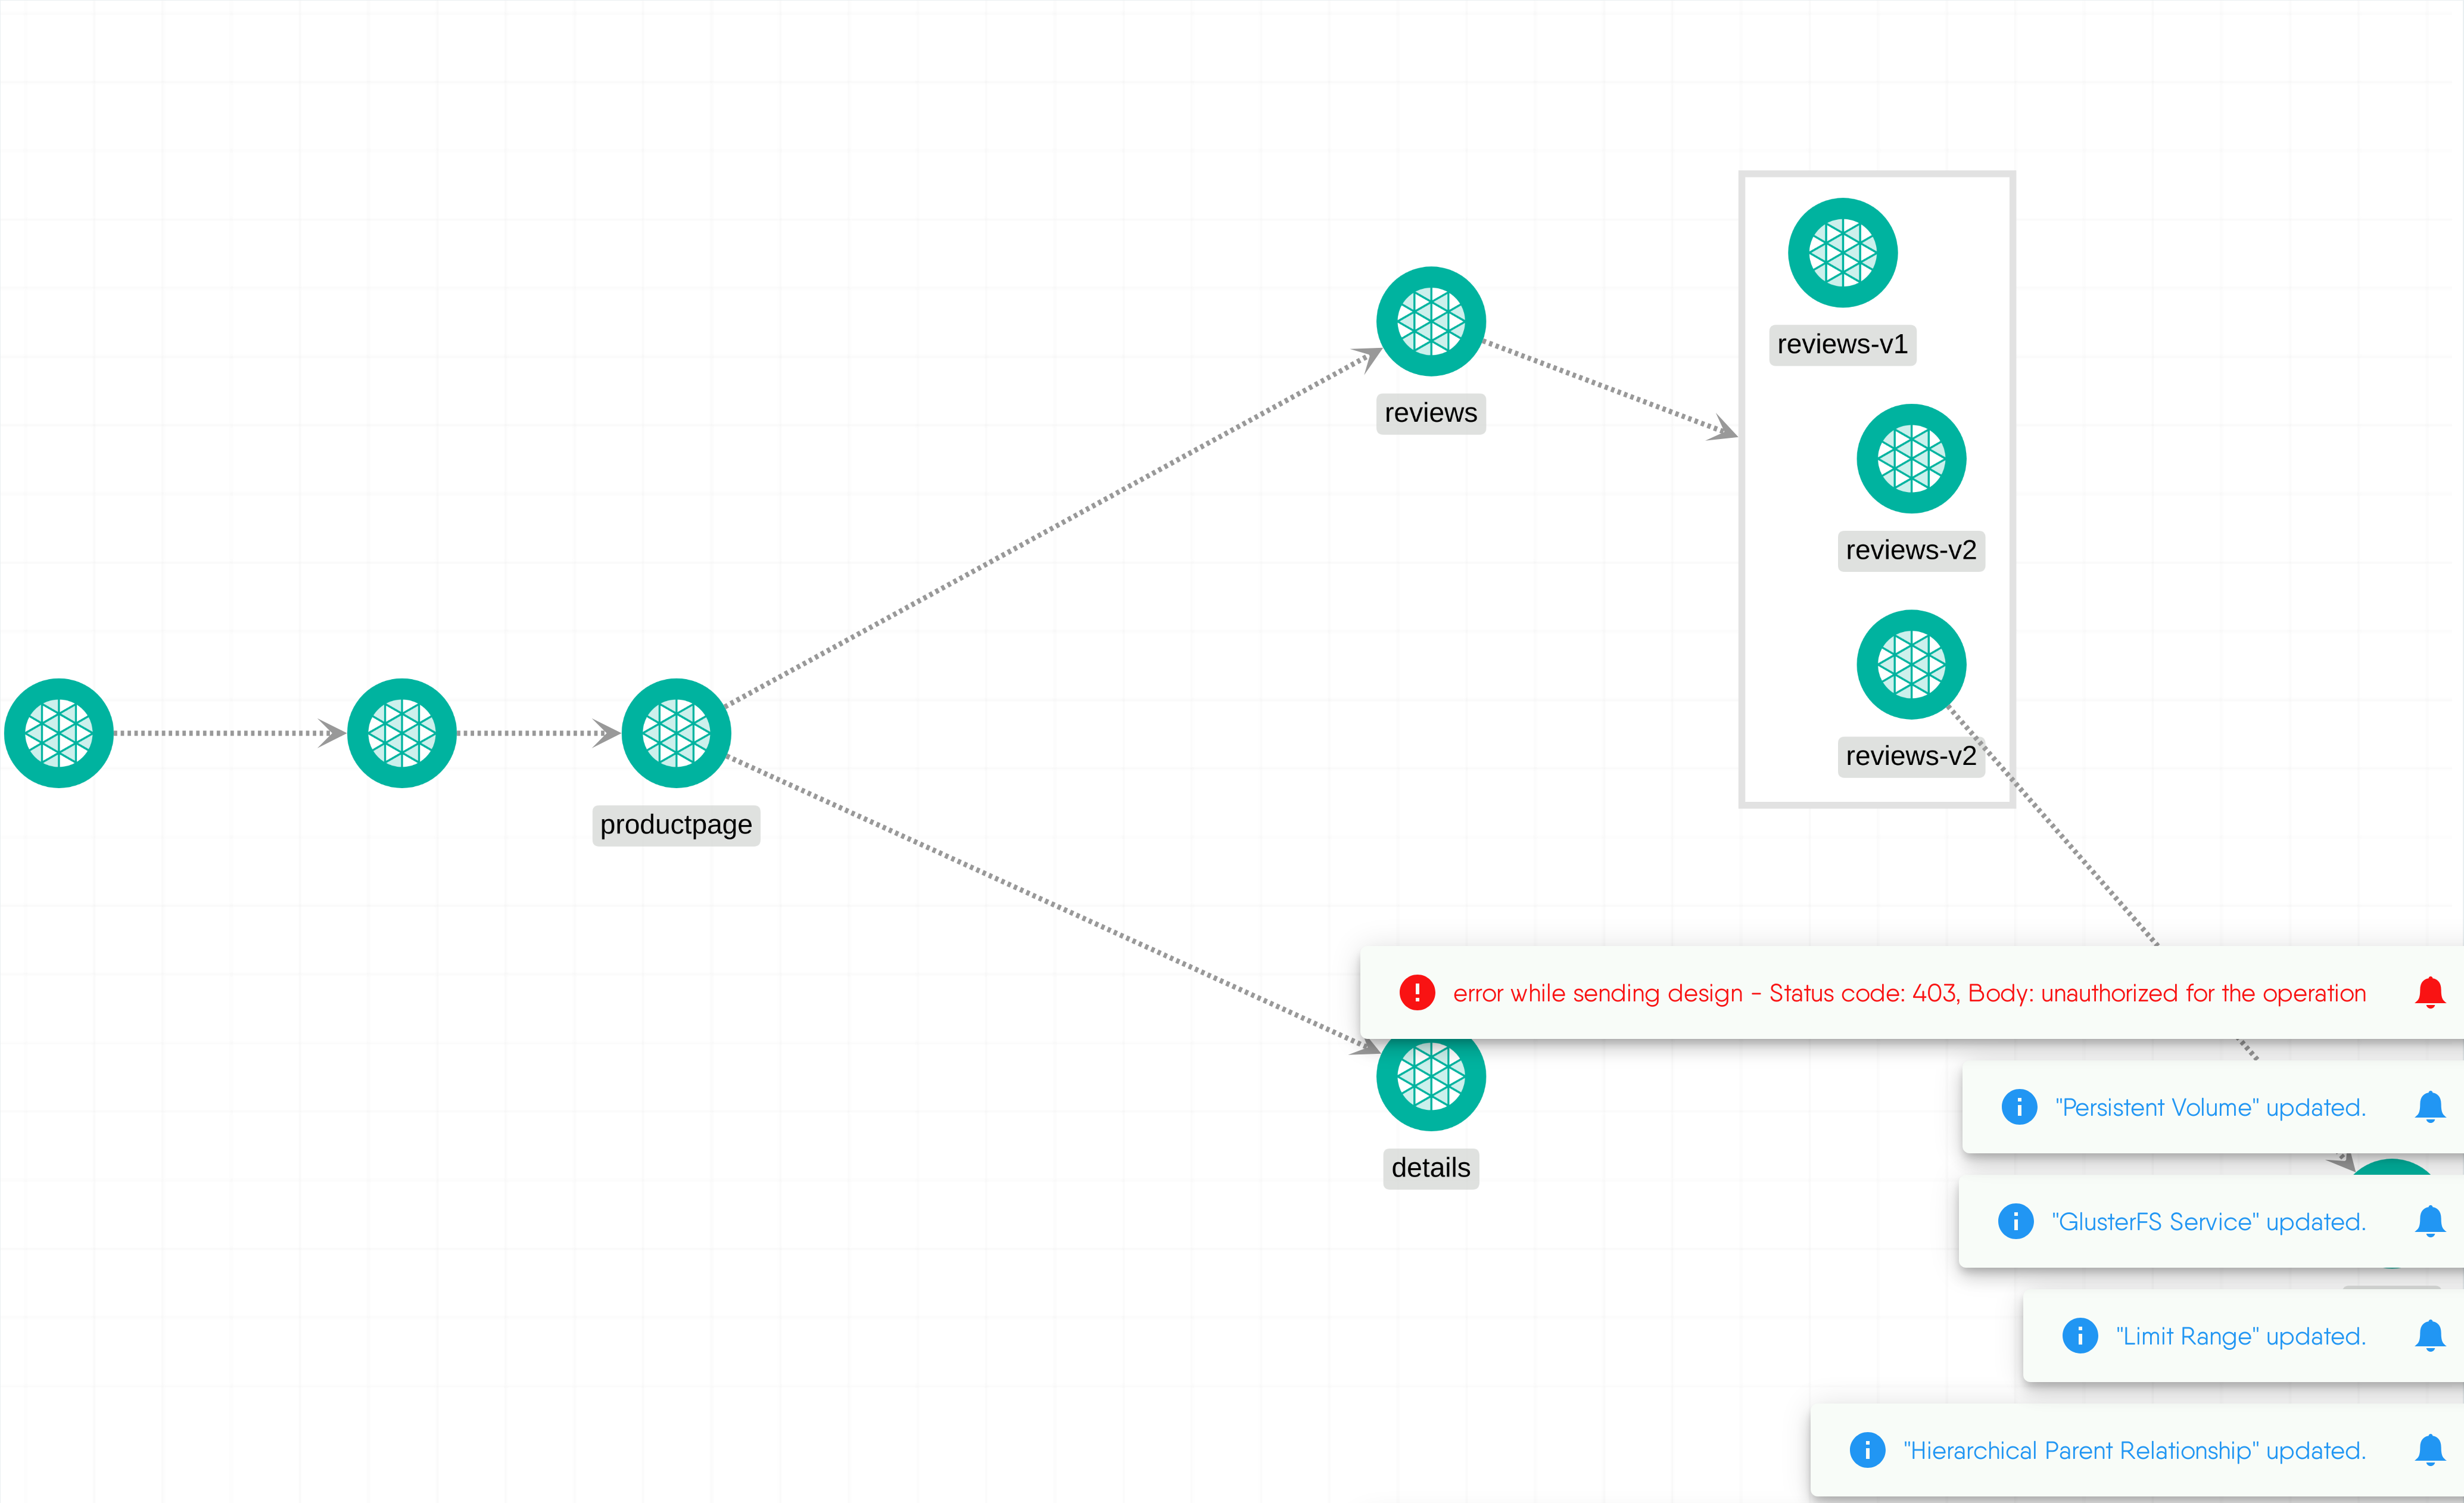 reviews-v1
reviews
reviews-v2
reviews-v2
productpage
error while sending design - Status code: 403, Body: unauthorized for the operation
"Persistent Volume" updated.
details
"GlusterFS Service" updated.
"Limit Range" updated.
"Hierarchical Parent Relationship" updated.